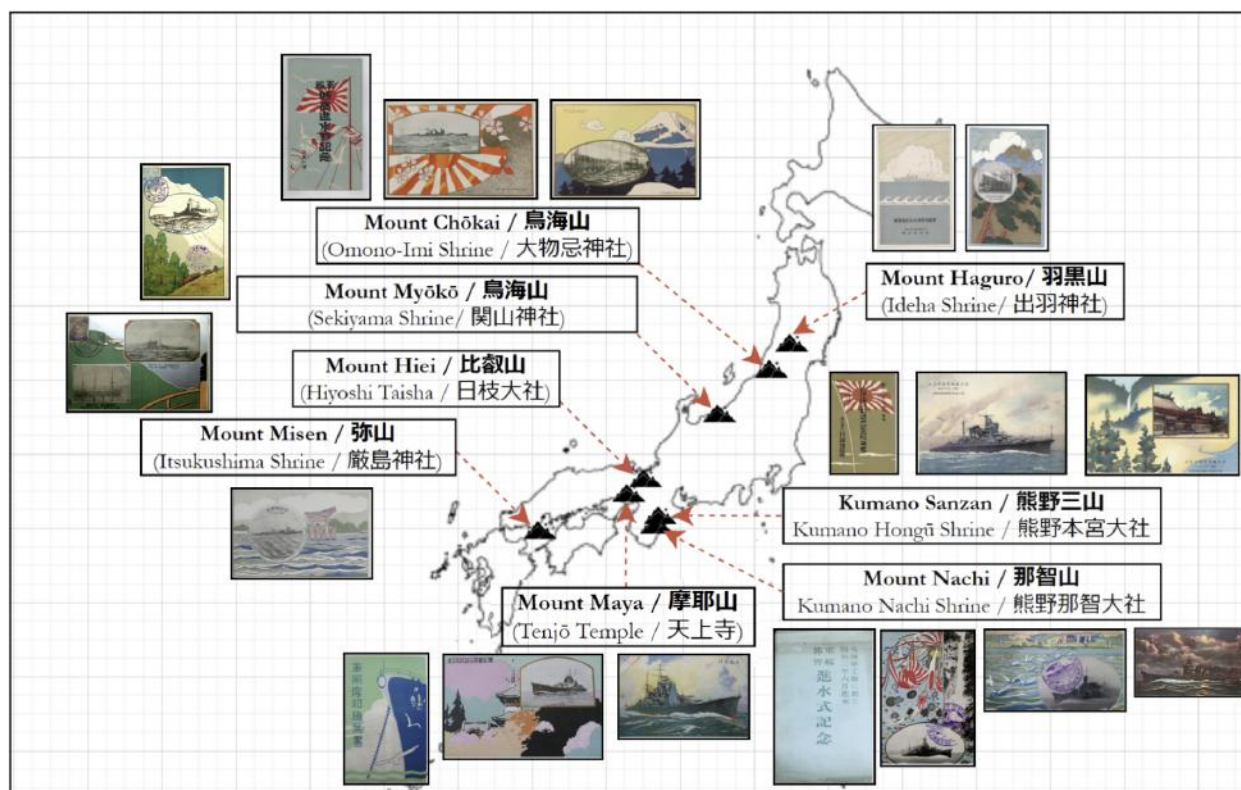 Mount Chōkai / 鳥海山
(Omono-Imi Shrine / 大物忌神社)
Mount Haguro/ 羽黒山
(Ideha Shrine/ 出羽神社)
Mount Myōkō / 鳥海山
(Sekiyama Shrine/ 関山神社)
Mount Hiei / 比叡山
(Hiyoshi Taisha / 日枝大社)
Mount Misen / 弥山
(Itsukushima Shrine / 厳島神社)
Kumano Sanzan / 熊野三山
Kumano Hongū Shrine / 熊野本宮大社
Mount Nachi / 那智山
Kumano Nachi Shrine / 熊野那智大社
Mount Maya / 摩耶山
(Tenjō Temple / 天上寺)
進水式記念